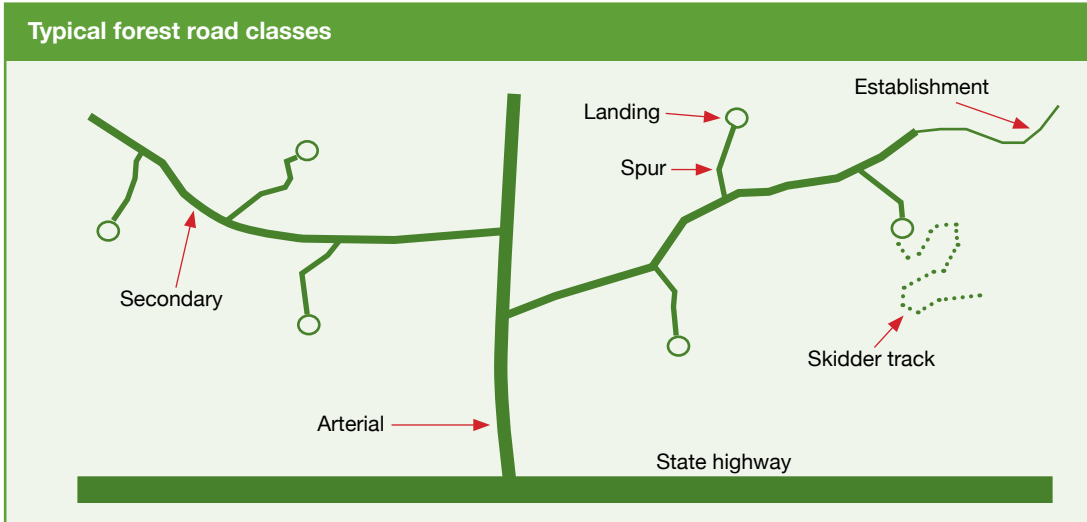 Typical forest road classes
Establishment
Landing
Spur
Secondary
Skidder track
Arterial
State highway